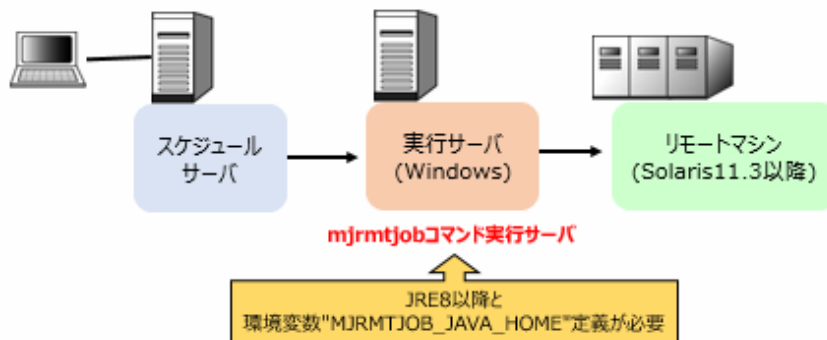 スケジュール
サーバ
実行サーバ
(Windows)
リモートマシン
(Solaris11.3以降)
mjrmtjobコマンド実行サーバ
JRE8以降と
環境変数"MJRMTJOB_JAVA_HOME"定義が必要